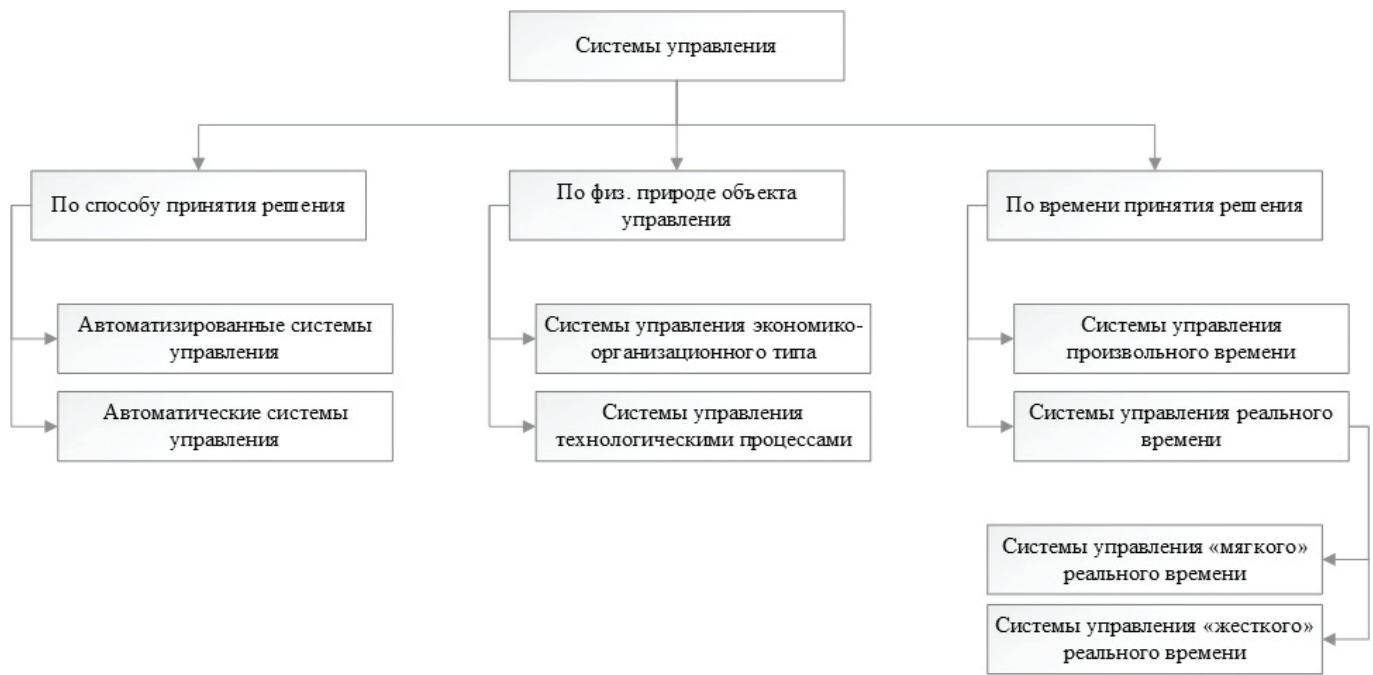 Системы управления
По способу принятия решения
По физ. природе объекта
управления
По времени принятия решения
Автоматизированные системы
управления
Системы управления экономико-
организационного типа
Системы управления
произвольного времени
Автоматические системы
управления
Системы управления
технологическими процессами
Системы управления реального
времени
Системы управления «мягкого»
реального времени
Системы управления «жесткого»
реального времени